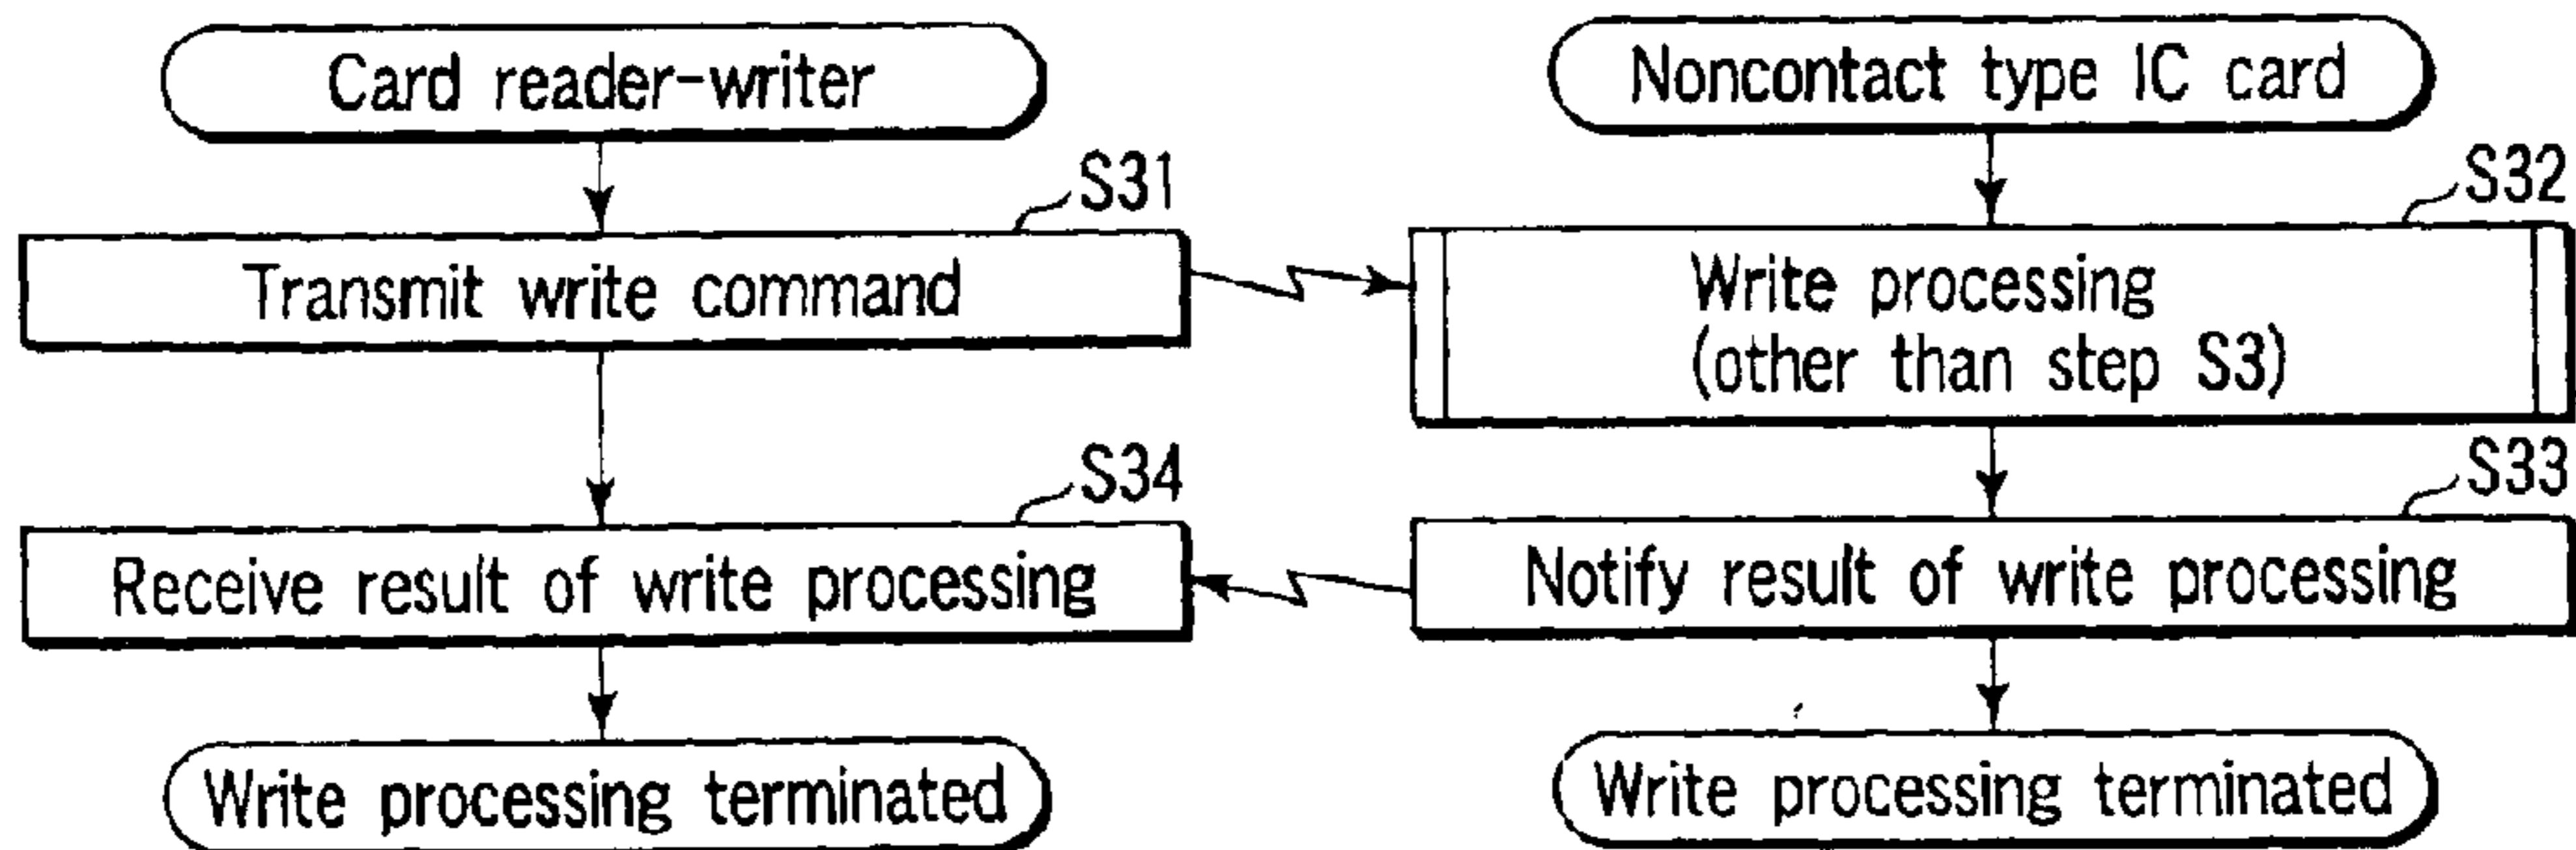 Card reader-writer
Noncontact type IC card
S31
S32
Transmit write command
Write processing
(other than step S3)
S34
S33
Receive result of write processing
Notify result of write processing
Write processing terminated
Write processing terminated